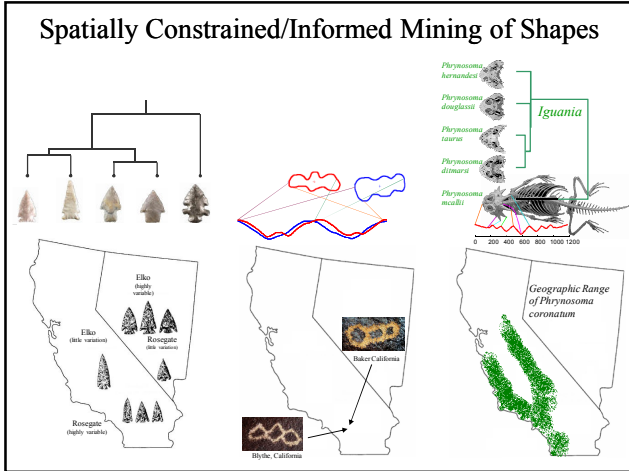 Spatially Constrained/Informed Mining of Shapes
Phrynosoma
hernandesi
Phrynosoma
douglassii
Phrynosoma
taurus
Phrynosoma
ditmarsi
Phrynosoma
mcallii
Iguania
0 200 400 600 800 1000 1200
Elko
(highly
variable)
Elko
(little variation)
Rosegate
(little variation)
Rosegate
(highly variable)
Baker California
Blythe, California
Geographic Range
of Phrynosoma
coronatum